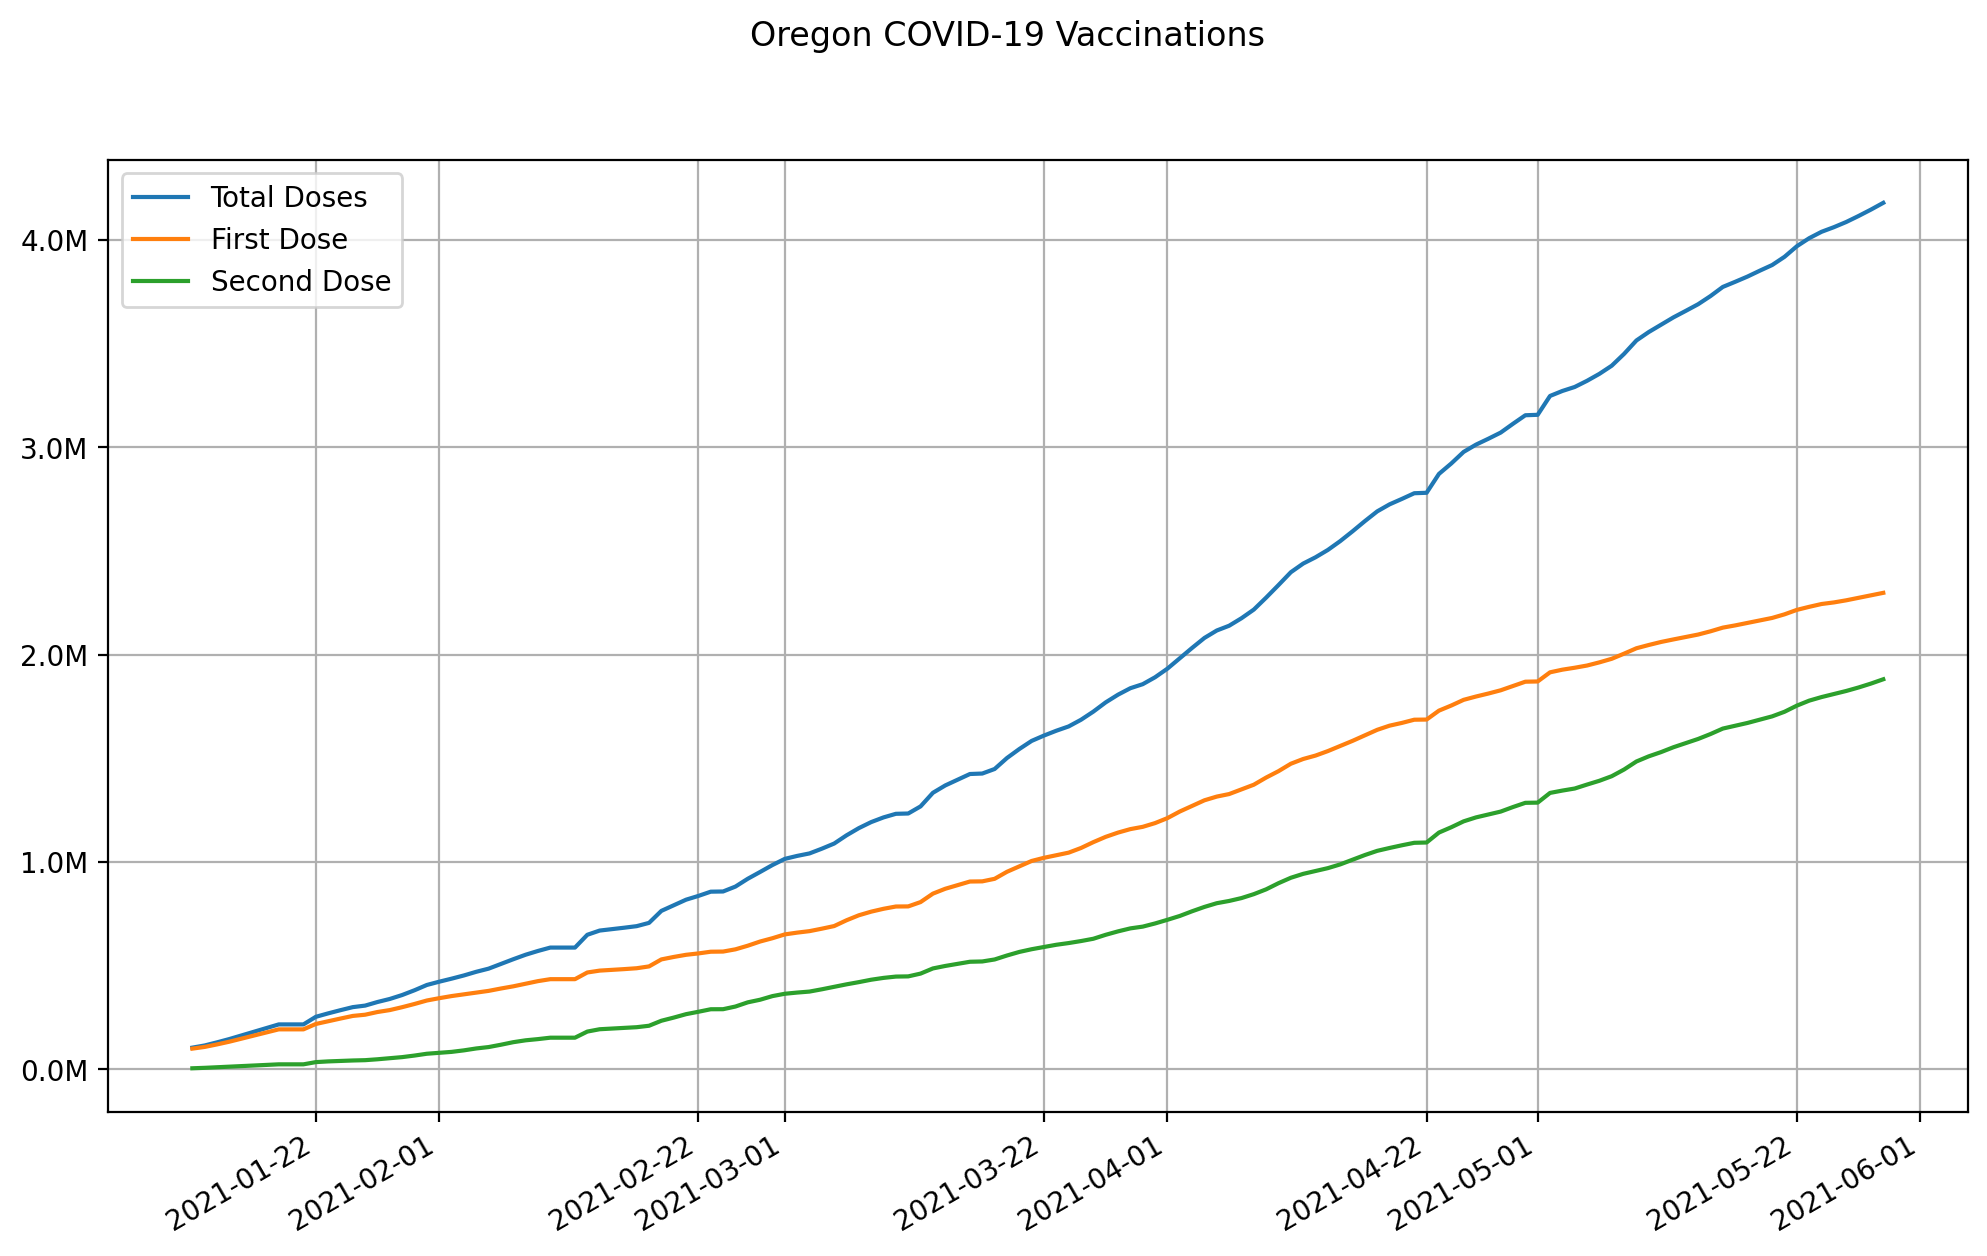 Oregon COVID-19 Vaccinations
Total Doses
First Dose
Second Dose
4.0M
3.0M
2.0M
1.0M
0.0M
2021-01-22
2021-02-01
2021-02-22
2021-03-01
2021-03-22
2021-04-01
2021-04-22
2021-05-01
2021-05-22
2021-06-01